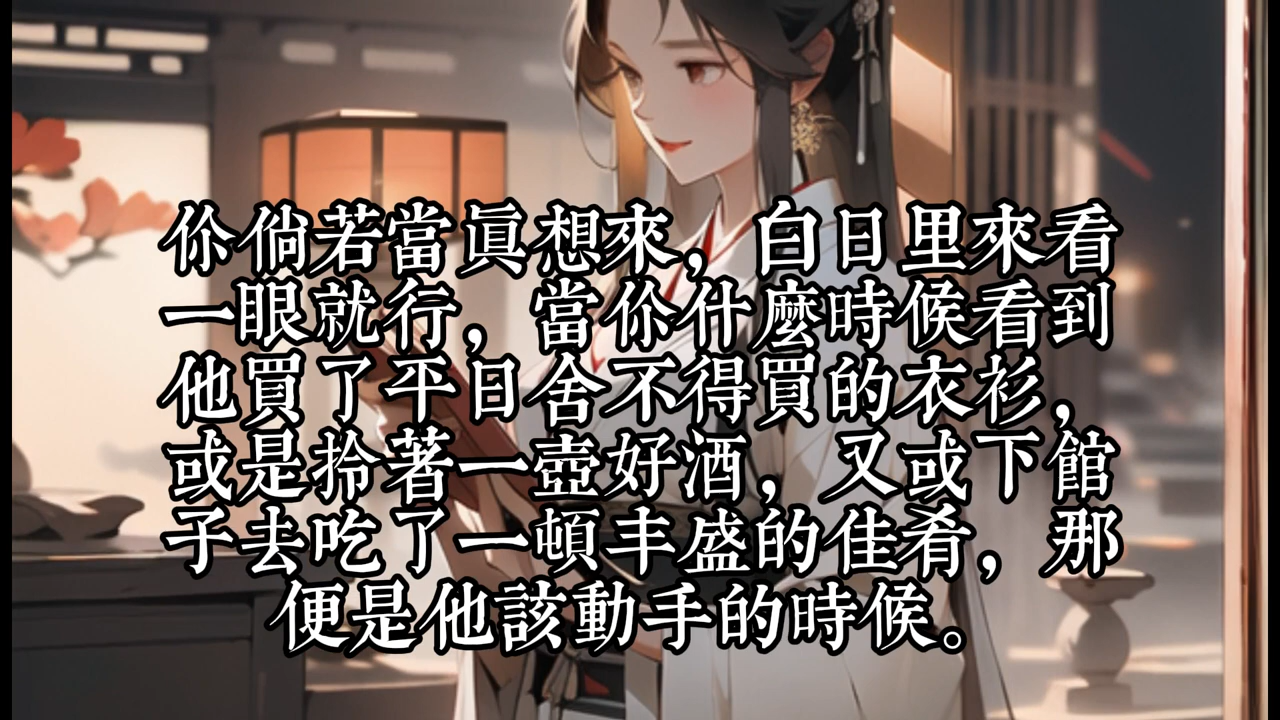 你倘若當眞想來，白日里來看
一眼就行，當你什麼時候看到
他買了平日舍不得買的衣衫，
或是拎著一壺好酒，又或下館
子去吃了一頓丰盛的佳肴，那
便是他該動手的時候。